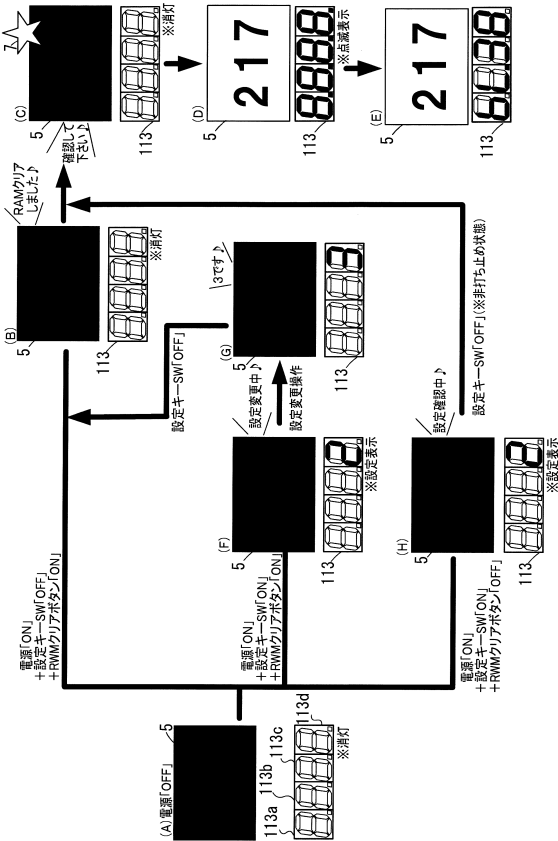 (A)電源「OFF」
5
113a
113b
113c
113d
※消灯
電源「ON」
+設定キーSW「OFF」
+RWMクリアボタン「ON」
(B)
5
RAMクリア
しました♪
113
※消灯
(C)
5
確認して
下さい♪
113
※消灯
(D)
5
217
8.8.8.8.
113
※点滅表示
(E)
5
217
113
電源「ON」
+設定キーSW「ON」
+RWMクリアボタン「ON」
(F)
5
設定変更中♪
設定変更操作
2
113
※設定表示
(G)
5
3です♪
3
113
設定キーSW「OFF」
電源「ON」
+設定キーSW「ON」
+RWMクリアボタン「OFF」
(H)
5
設定確認中♪
2
113
※設定表示
設定キーSW「OFF」(※非打ち止め状態)